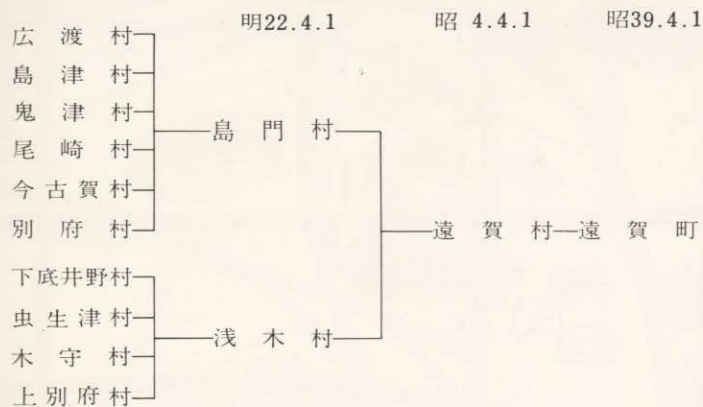 明22.4.1 昭 4.4.1 昭39.4.1
広渡村
島津村
鬼津村
尾崎村
今古賀村
別府村
島門村
下底井野村
虫生津村
木守村
上別府村
浅木村
遠賀村 遠賀町